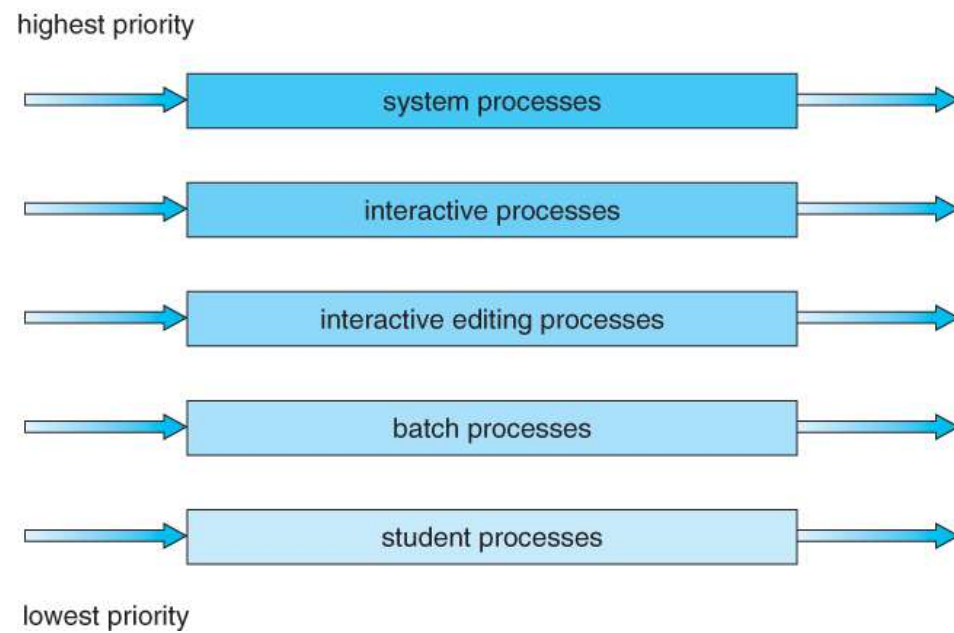 highest priority
system processes
interactive processes
interactive editing processes
batch processes
student processes
lowest priority